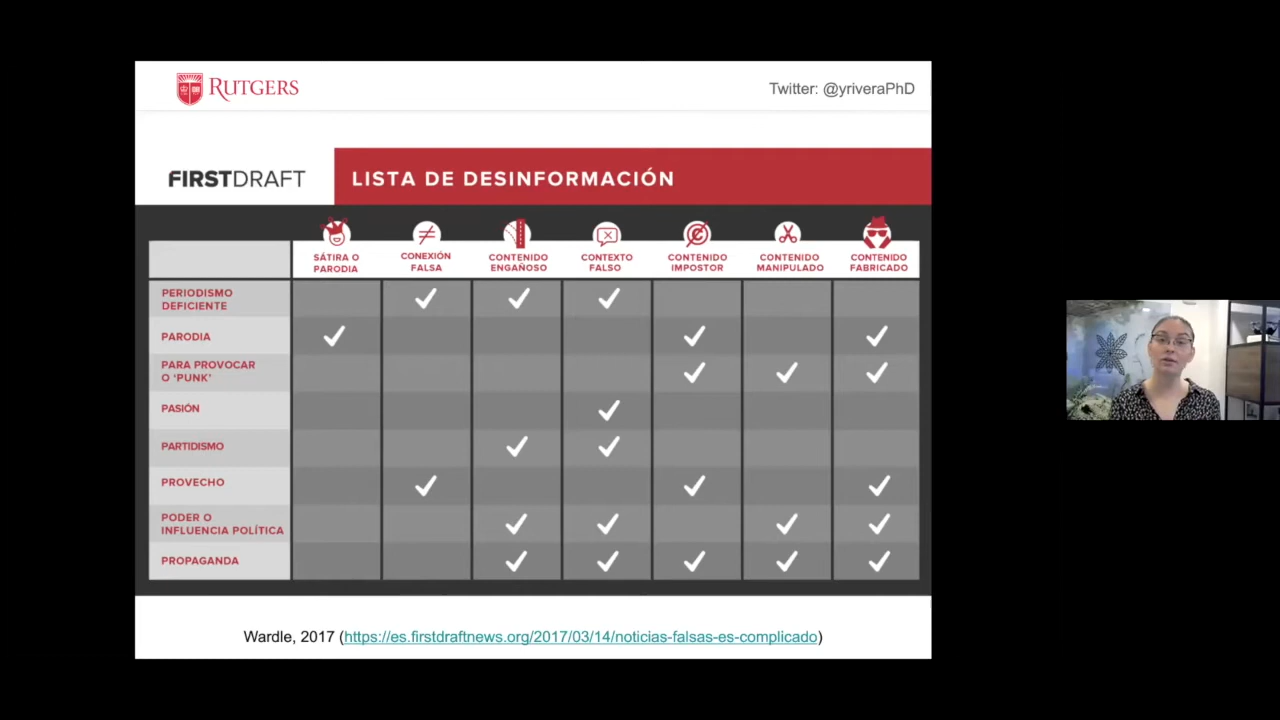 RUTGERS
Twitter: @yriveraPhD
FIRSTDRAFT
LISTA DE DESINFORMACIÓN
SÁTIRA O
PARODIA
CONEXIÓN
FALSA
CONTENIDO
ENGAÑOSO
CONTEXTO
FALSO
CONTENIDO
IMPOSTOR
CONTENIDO
MANIPULADO
CONTENIDO
FABRICADO
PERIODISMO
DEFICIENTE
PARODIA
PARA PROVOCAR
O ‘PUNK’
PASIÓN
PARTIDISMO
PROVECHO
PODER O
INFLUENCIA POLÍTICA
PROPAGANDA
Wardle, 2017 (https://es.firstdraftnews.org/2017/03/14/noticias-falsas-es-complicado)